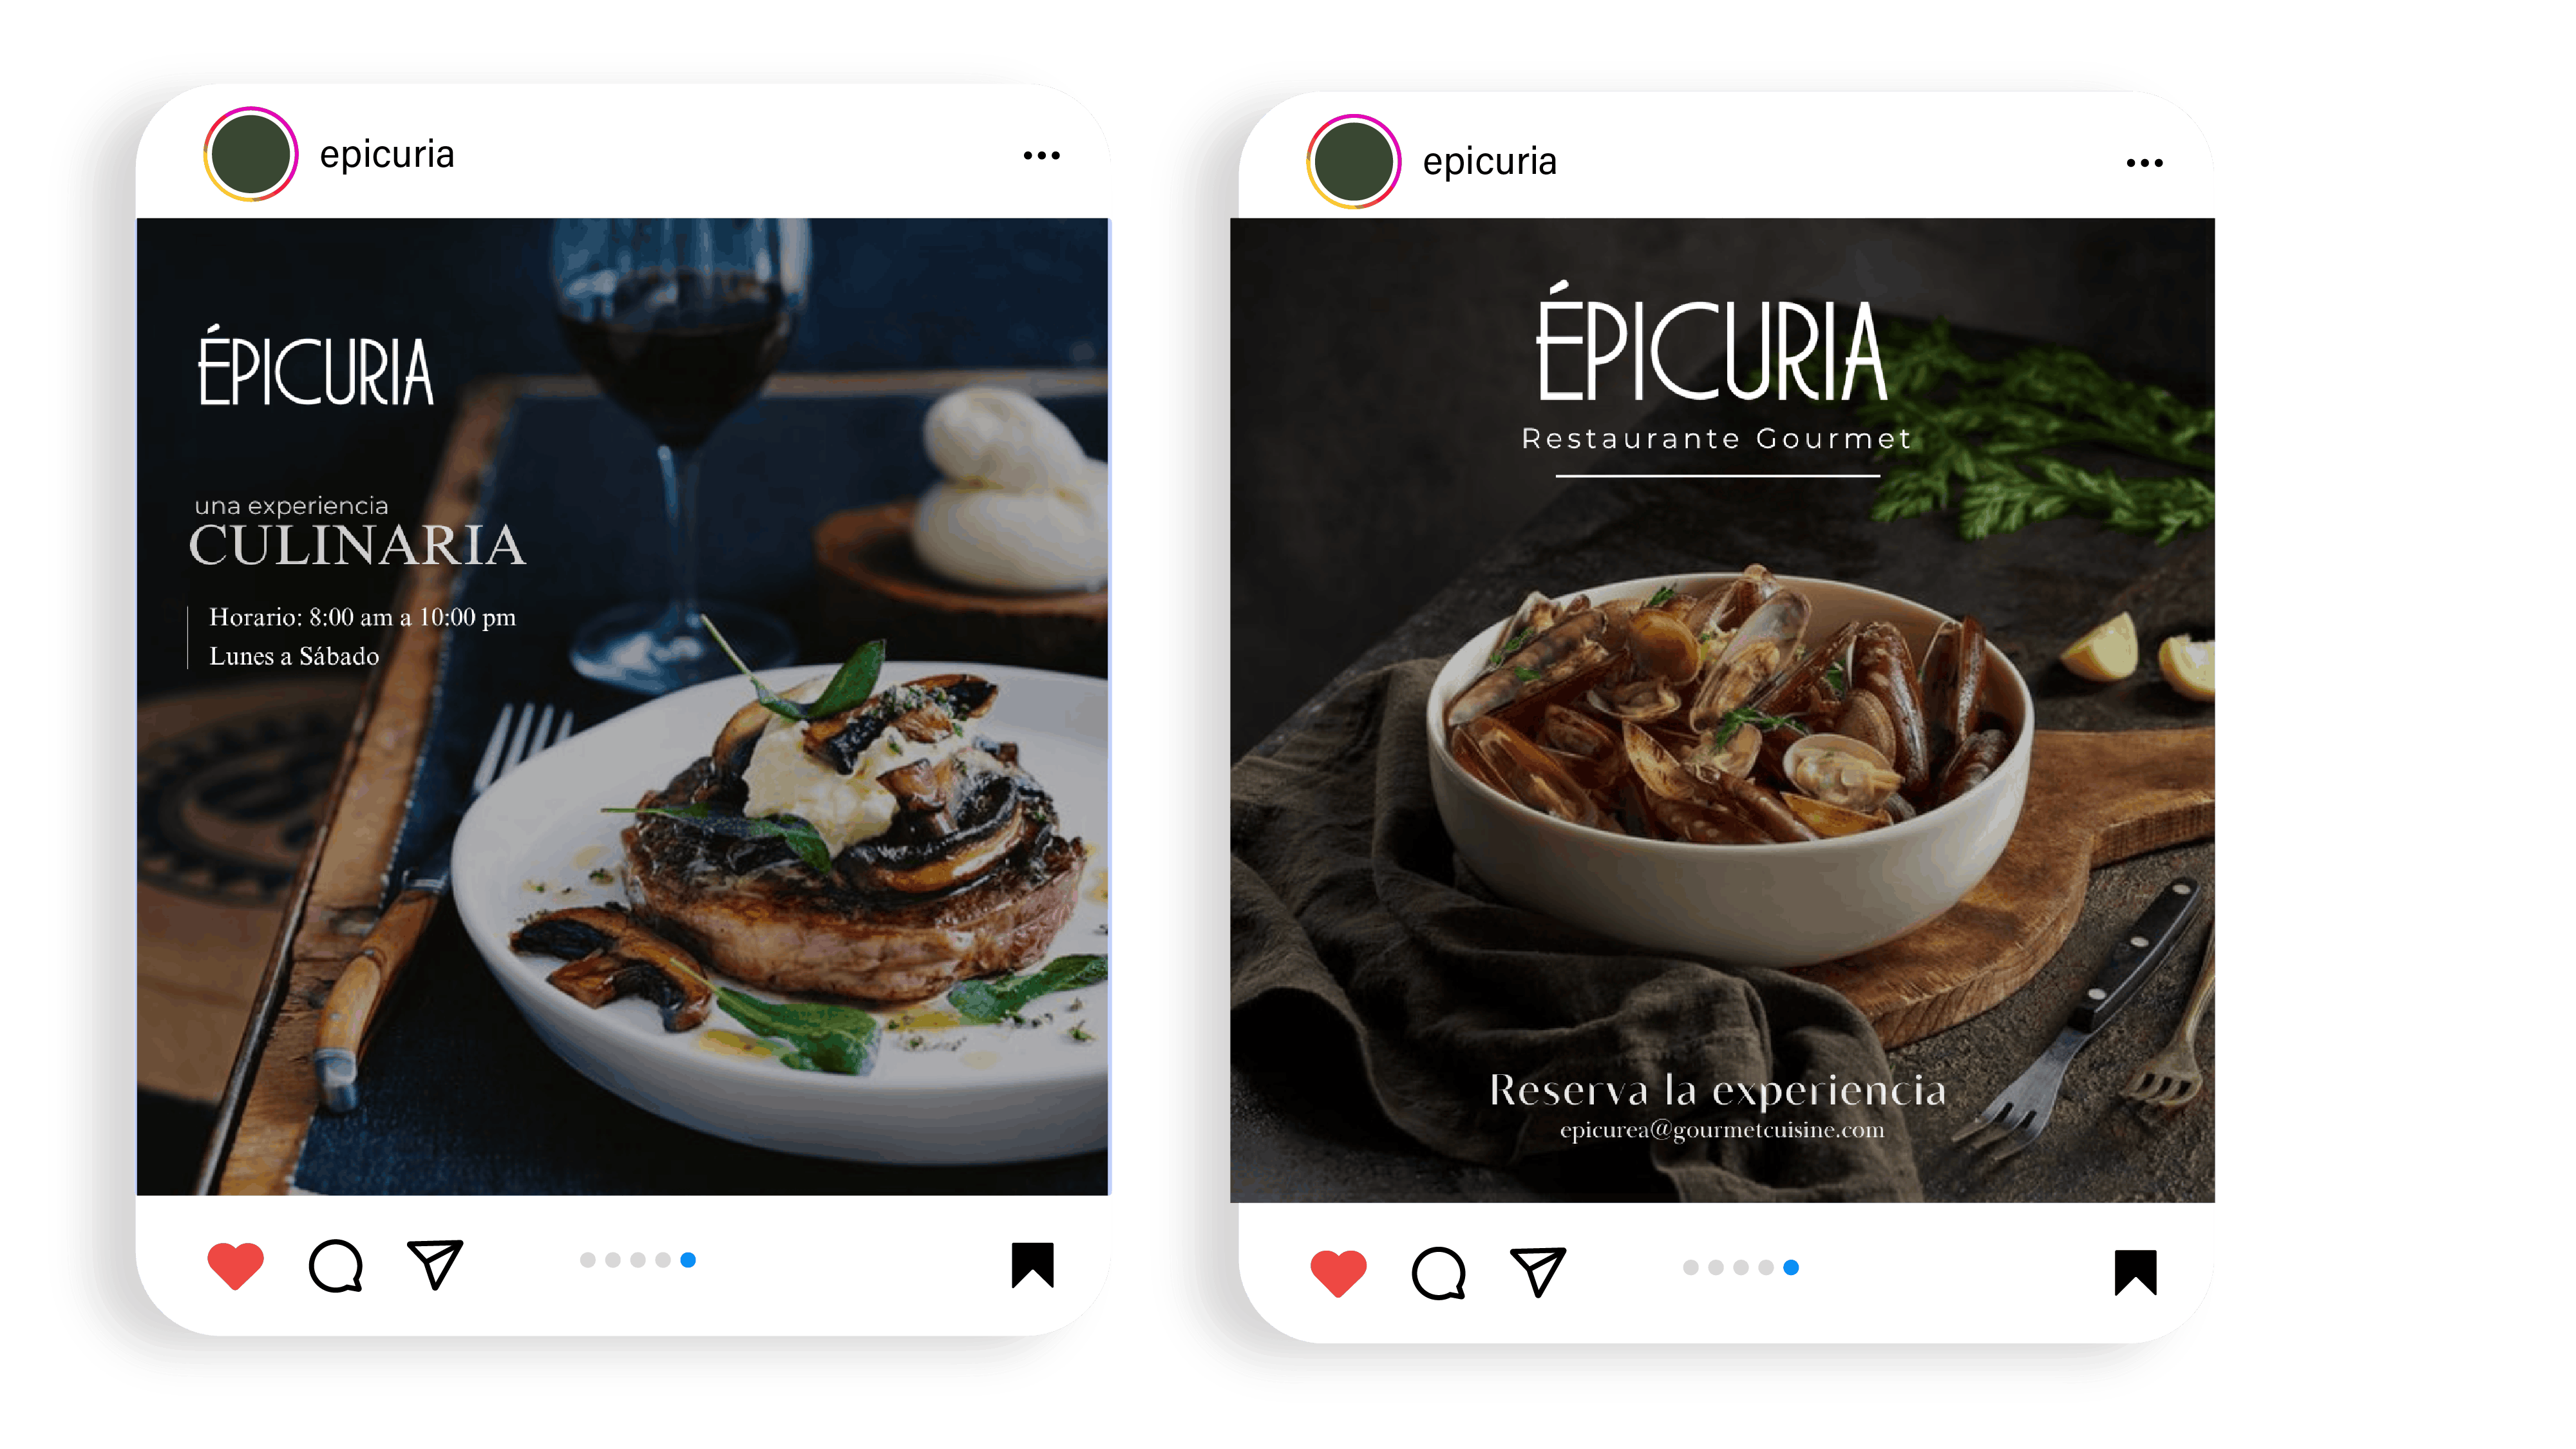 epicuria
ÉPICURIA
una experiencia
CULINARIA
Horario: 8:00 am a 10:00 pm
Lunes a Sábado
epicuria
ÉPICURIA
Restaurante Gourmet
Reserva la experiencia
epicurea@gourmetcuisine.com